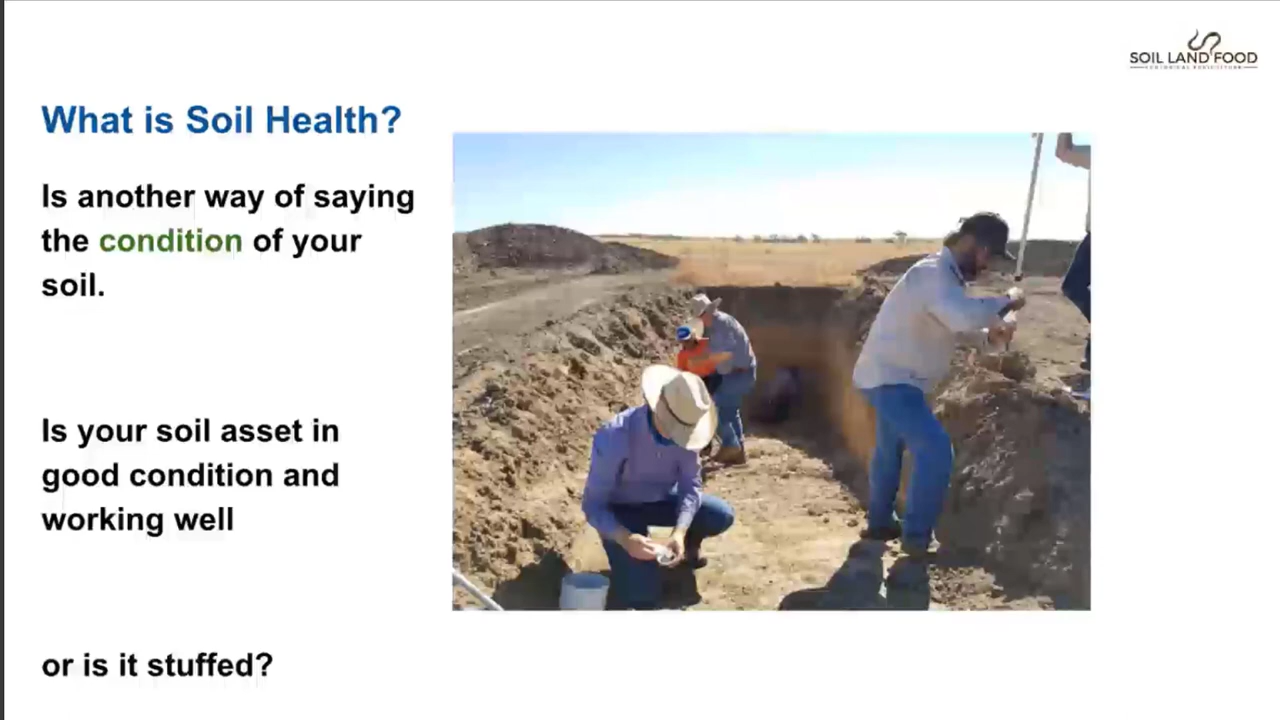 SOIL LAND FOOD
What is Soil Health?
Is another way of saying
the condition of your
soil.
Is your soil asset in
good condition and
working well
or is it stuffed?